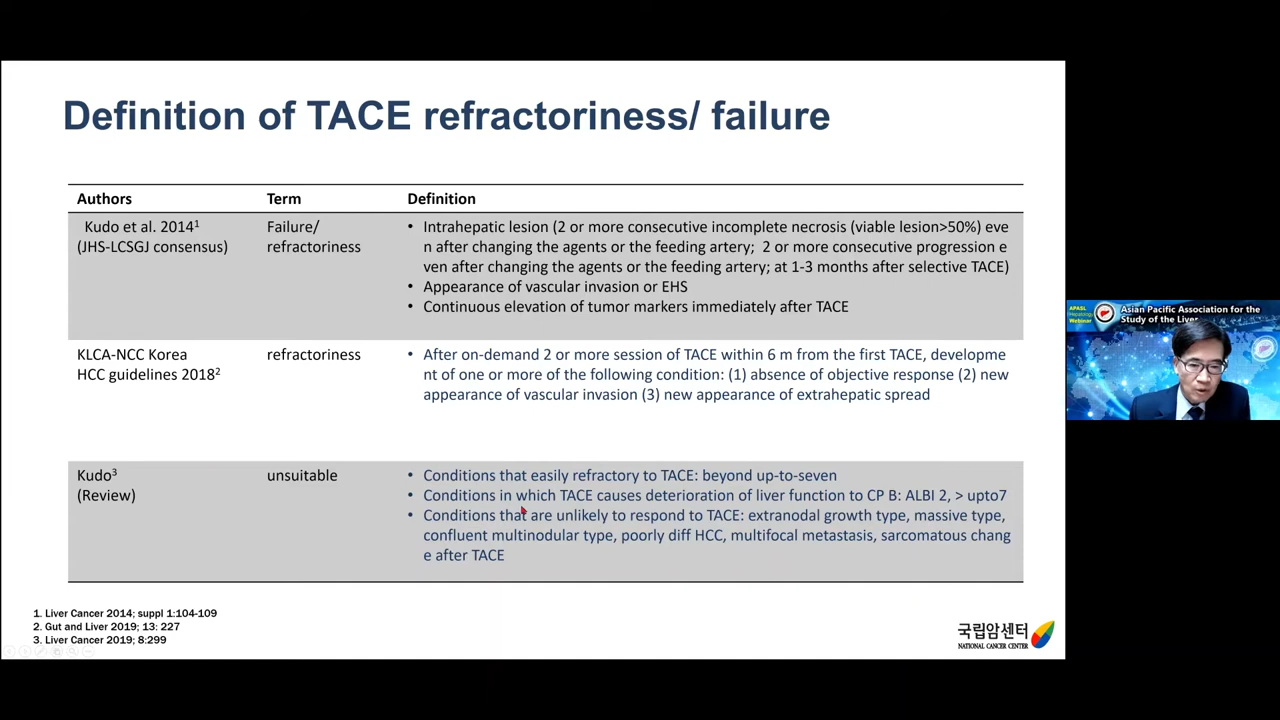 Definition of TACE refractoriness/ failure
Authors Term Definition
Kudo et al. 2014¹ Failure/ • Intrahepatic lesion (2 or more consecutive incomplete necrosis (viable lesion>50%) eve
(JHS-LCSGJ consensus) refractoriness n after changing the agents or the feeding artery; 2 or more consecutive progression e
ven after changing the agents or the feeding artery; at 1-3 months after selective TACE)
• Appearance of vascular invasion or EHS
• Continuous elevation of tumor markers immediately after TACE
KLCA-NCC Korea refractoriness • After on-demand 2 or more session of TACE within 6 m from the first TACE, developme
HCC guidelines 2018² nt of one or more of the following condition: (1) absence of objective response (2) new
appearance of vascular invasion (3) new appearance of extrahepatic spread
Kudo³ unsuitable • Conditions that easily refractory to TACE: beyond up-to-seven
(Review) • Conditions in which TACE causes deterioration of liver function to CP B: ALBI 2, > upto7
• Conditions that are unlikely to respond to TACE: extranodal growth type, massive type,
confluent multinodular type, poorly diff HCC, multifocal metastasis, sarcomatous chang
e after TACE
1. Liver Cancer 2014; suppl 1:104-109
2. Gut and Liver 2019; 13: 227
3. Liver Cancer 2019; 8:299
국립암센터
NATIONAL CANCER CENTER
APASL
Hepatology
Webinar
Asian Pacific Association for the
Study of the Liver